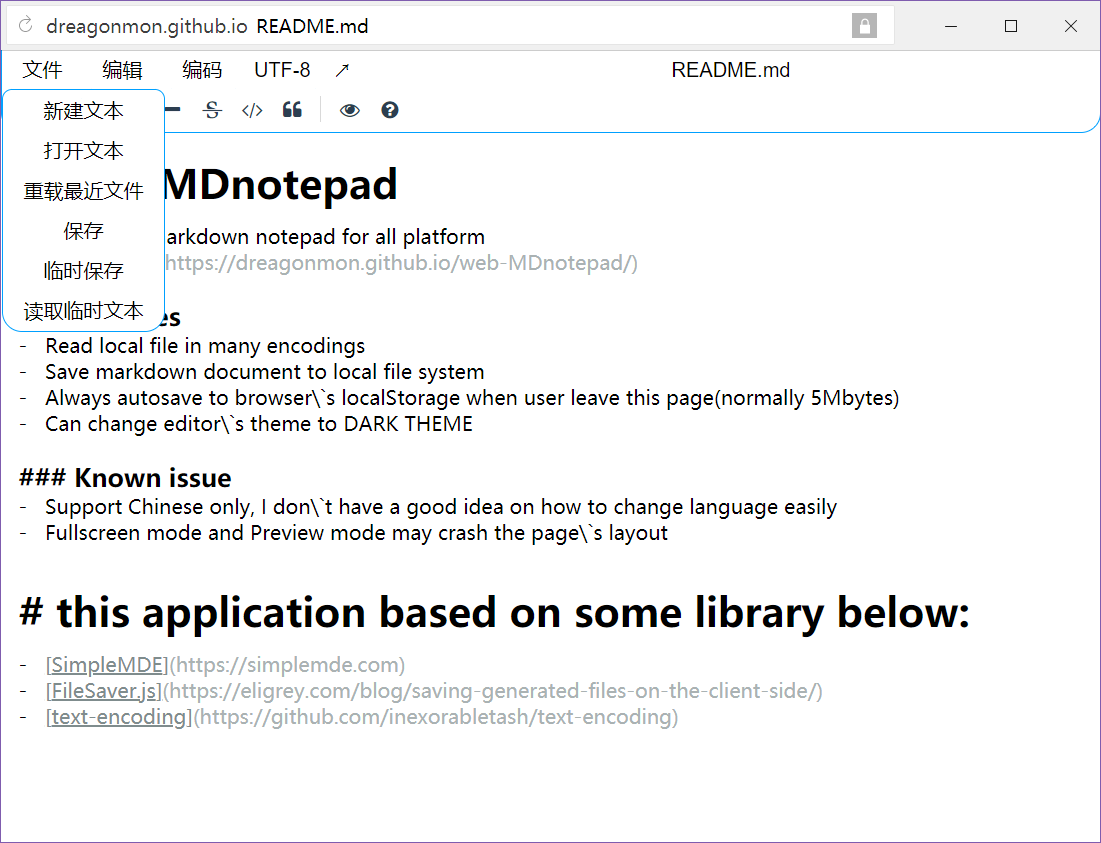 dreagonmon.github.io README.md
文件 编辑 编码 UTF-8 ↗ README.md
新建文本
打开文本
重载最近文件
保存
临时保存
读取临时文本
MDnotepad
arkdown notepad for all platform
https://dreagonmon.github.io/web-MDnotepad/)
es
- Read local file in many encodings
- Save markdown document to local file system
- Always autosave to browser\`s localStorage when user leave this page(normally 5Mbytes)
- Can change editor\`s theme to DARK THEME
### Known issue
- Support Chinese only, I don\`t have a good idea on how to change language easily
- Fullscreen mode and Preview mode may crash the page\`s layout
# this application based on some library below:
- [SimpleMDE](https://simplemde.com)
- [FileSaver.js](https://eligrey.com/blog/saving-generated-files-on-the-client-side/)
- [text-encoding](https://github.com/inexorabletash/text-encoding)